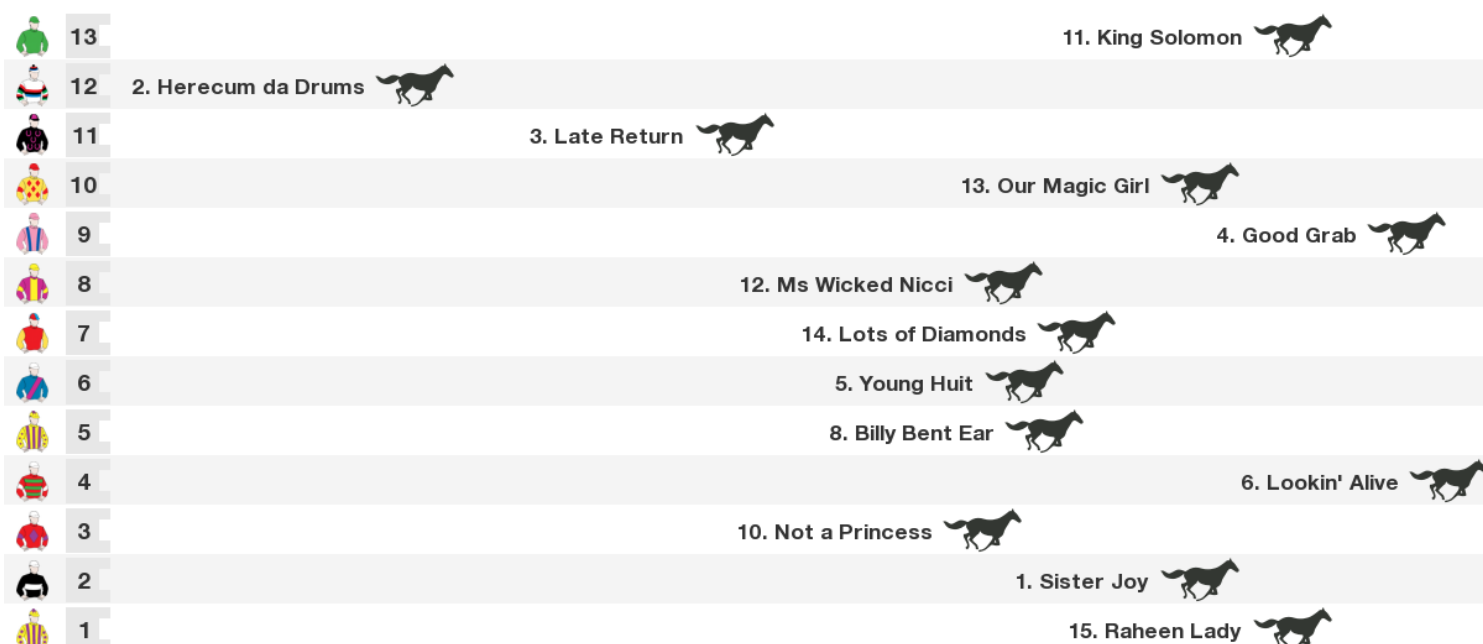 13 11. King Solomon
12 2. Herecum da Drums
11 3. Late Return
10 13. Our Magic Girl
9 4. Good Grab
8 12. Ms Wicked Nicci
7 14. Lots of Diamonds
6 5. Young Huit
5 8. Billy Bent Ear
4 6. Lookin' Alive
3 10. Not a Princess
2 1. Sister Joy
1 15. Raheen Lady